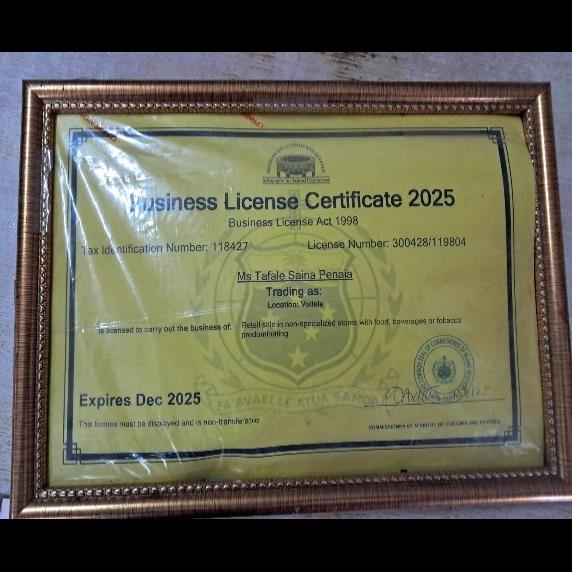 Business License Certificate 2025
Business License Act 1998
Tax Identification Number: 118427
License Number: 300428/119804
Ms Tafale Saina Penaia
Trading as:
Location: Vailele
is licensed to carry out the business of:
Retail sale in non-specialized stores with food, beverages or tobacco
predominating
FA'AVAE I LE ATUA SAMOA
Expires Dec 2025
This license must be displayed and is non-transferable
COMMISSIONER OF MINISTRY OF CUSTOMS AND REVENUE